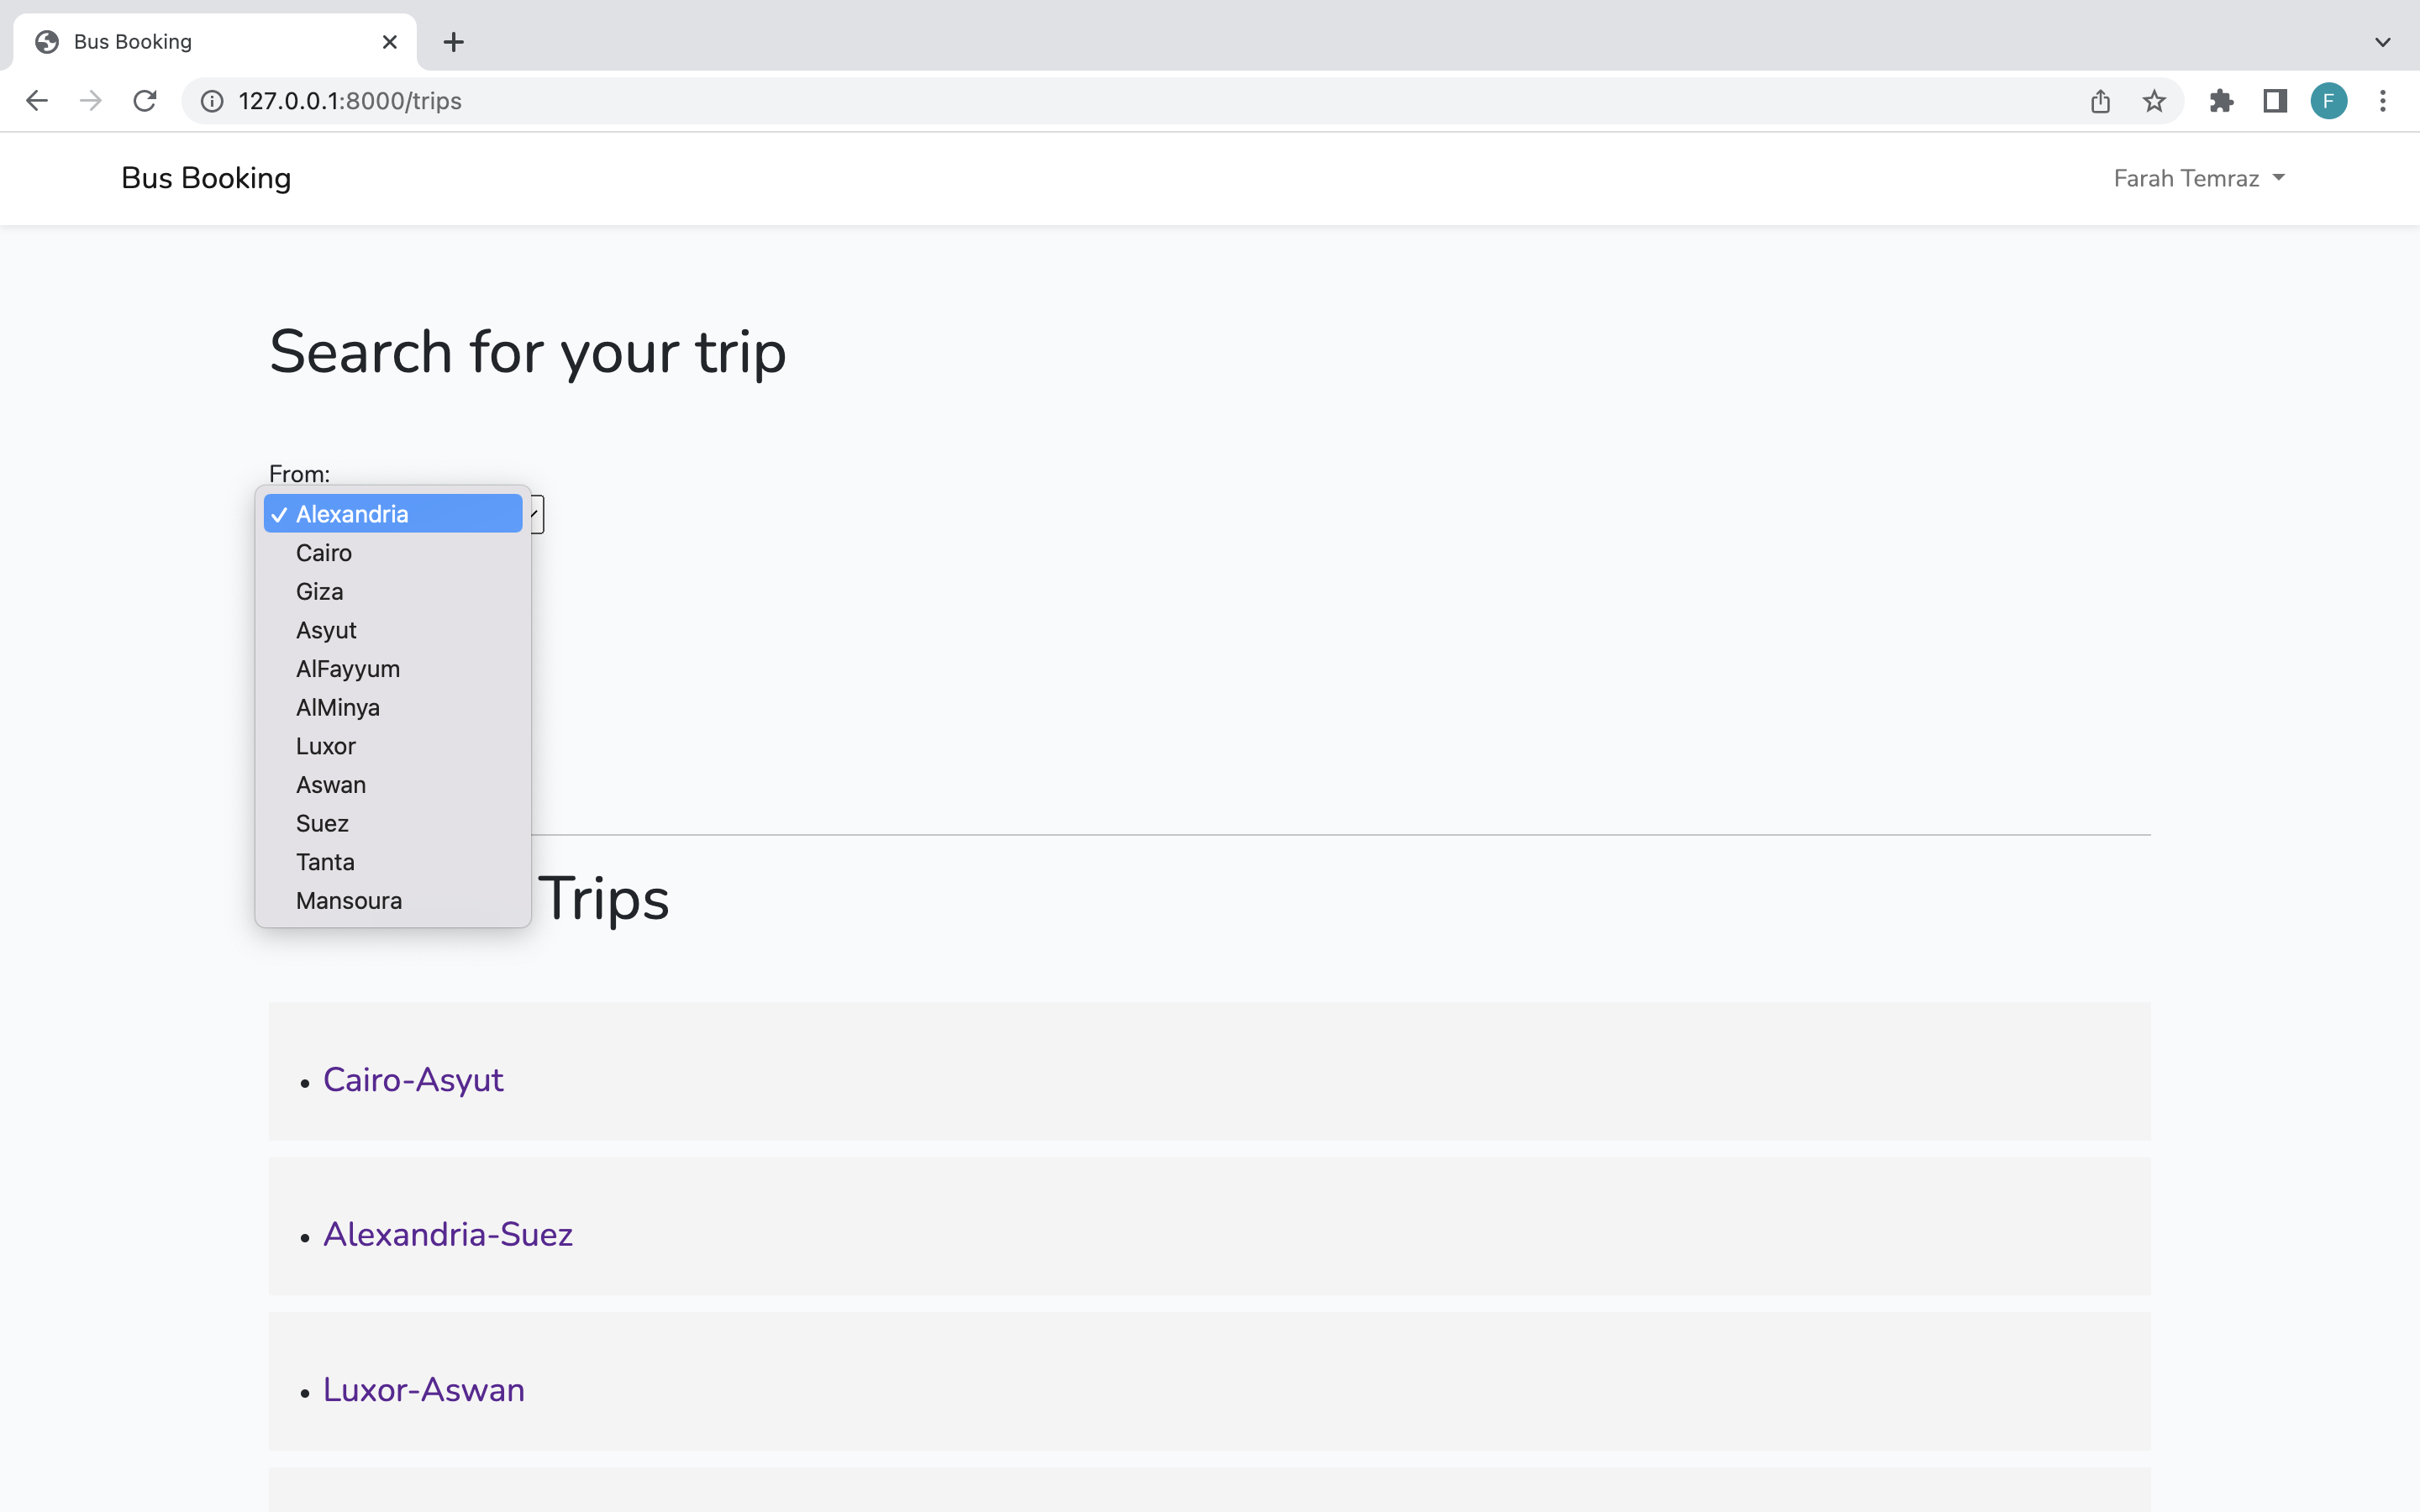 Bus Booking
127.0.0.1:8000/trips
F
Bus Booking
Farah Temraz
Search for your trip
From:
✓ Alexandria
Cairo
Giza
Asyut
AlFayyum
AlMinya
Luxor
Aswan
Suez
Tanta
Mansoura
Trips
• Cairo-Asyut
• Alexandria-Suez
• Luxor-Aswan